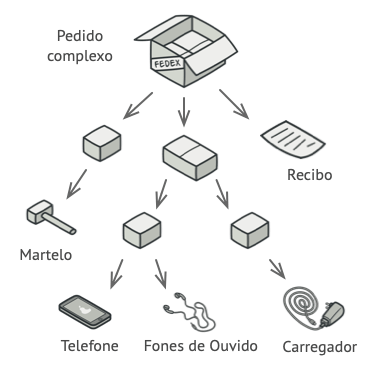 Pedido
complexo
FEDEX
Recibo
Martelo
Telefone
Fones de Ouvido
Carregador